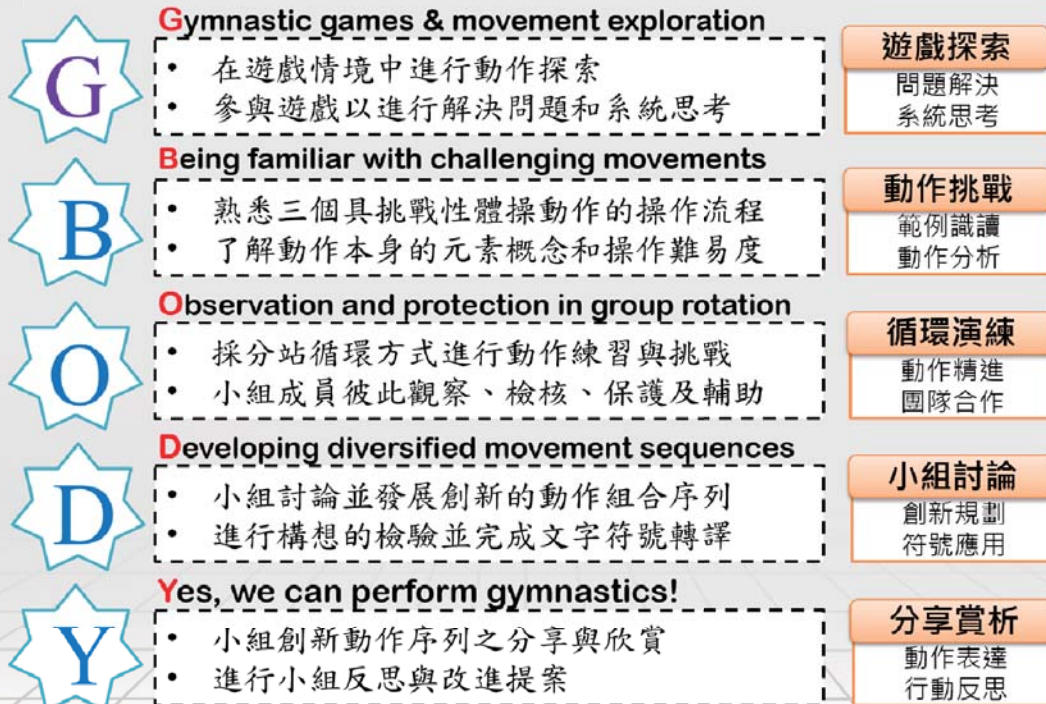 Gymnastic games & movement exploration
G
• 在遊戲情境中進行動作探索
• 參與遊戲以進行解決問題和系統思考
遊戲探索
問題解決
系統思考
Being familiar with challenging movements
B
• 熟悉三個具挑戰性體操動作的操作流程
• 了解動作本身的元素概念和操作難易度
動作挑戰
範例識讀
動作分析
Observation and protection in group rotation
O
• 採分站循環方式進行動作練習與挑戰
• 小組成員彼此觀察、檢核、保護及輔助
循環演練
動作精進
團隊合作
Developing diversified movement sequences
D
• 小組討論並發展創新的動作組合序列
• 進行構想的檢驗並完成文字符號轉譯
小組討論
創新規劃
符號應用
Yes, we can perform gymnastics!
Y
• 小組創新動作序列之分享與欣賞
• 進行小組反思與改進提案
分享賞析
動作表達
行動反思